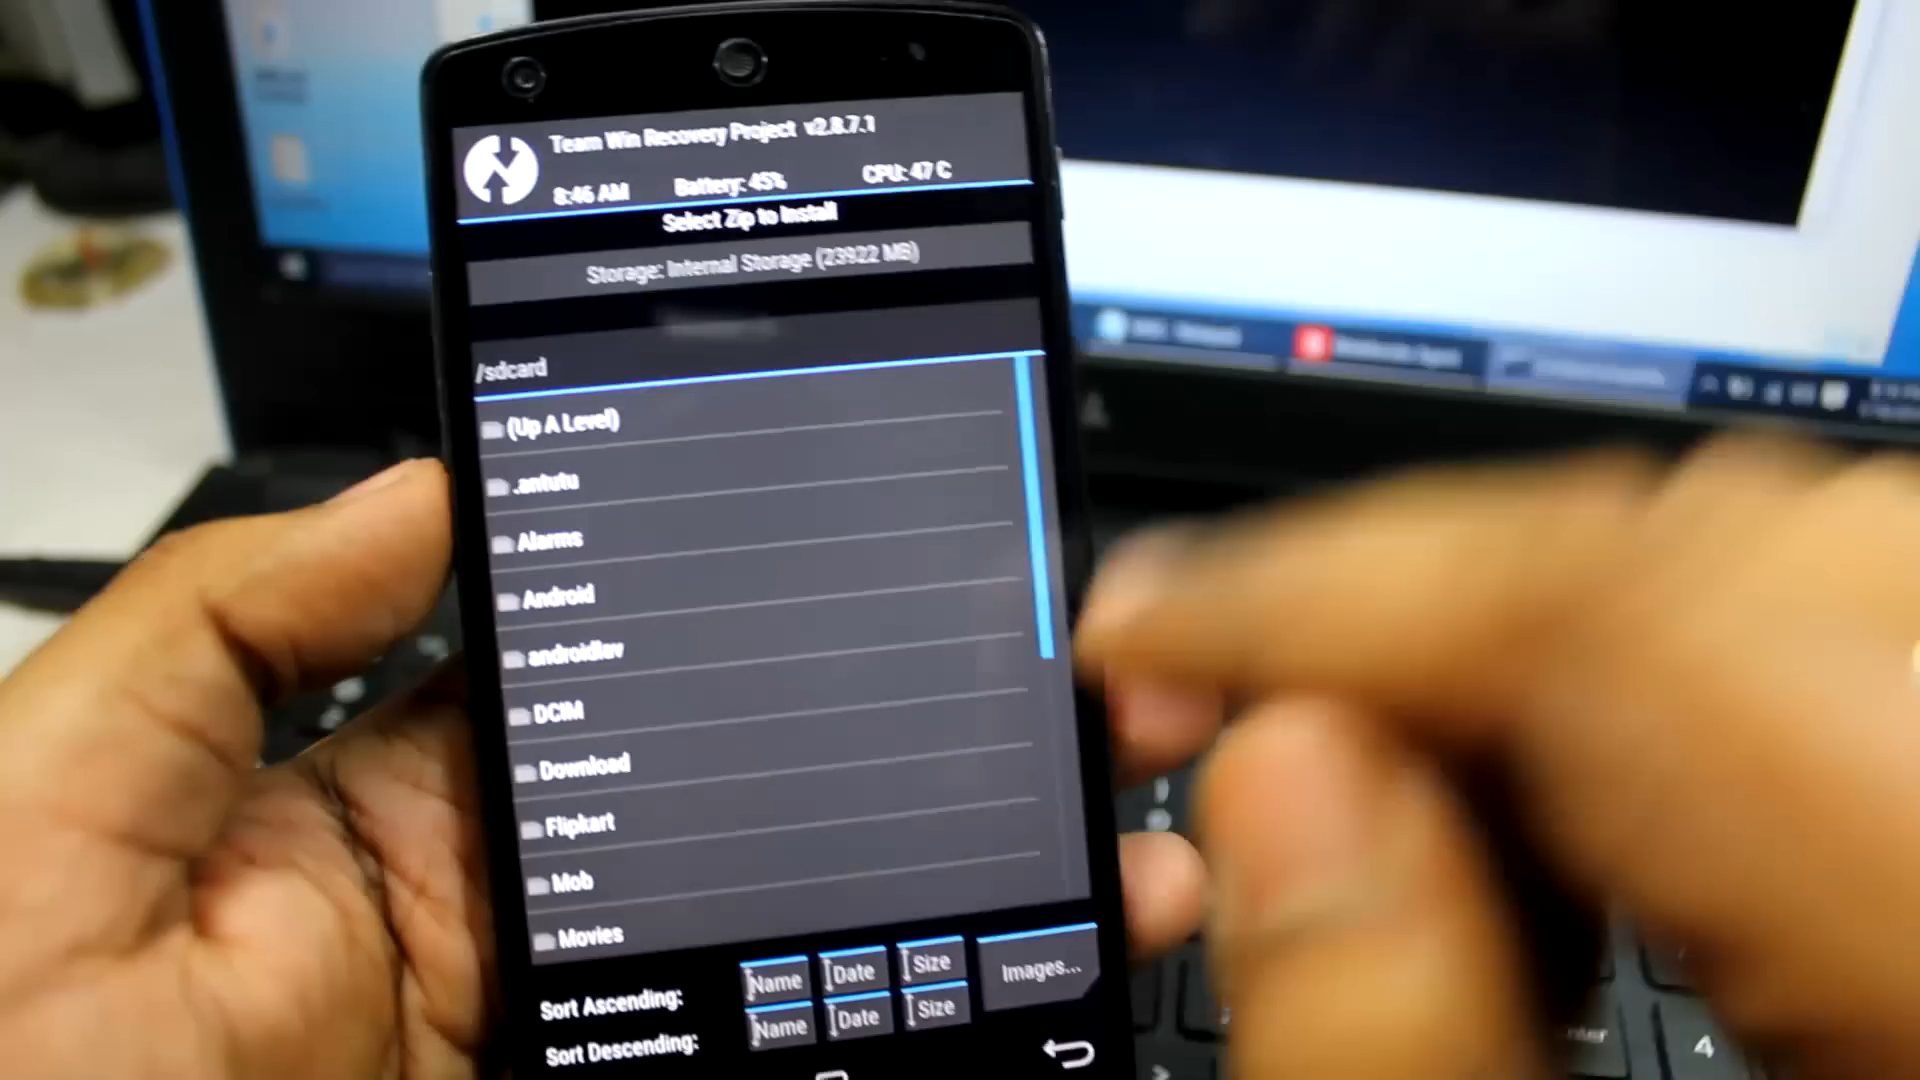 Team Win Recovery Project v2.8.7.1
8:46 AM Battery: 45% CPU: 47 C
Select Zip to Install
Storage: Internal Storage (23922 MB)
/sdcard
(Up A Level)
.antutu
Alarms
Android
androidlev
DCIM
Download
Flipkart
Mob
Movies
Sort Ascending: Name Date Size Images...
Sort Descending: Name Date Size
enter
4